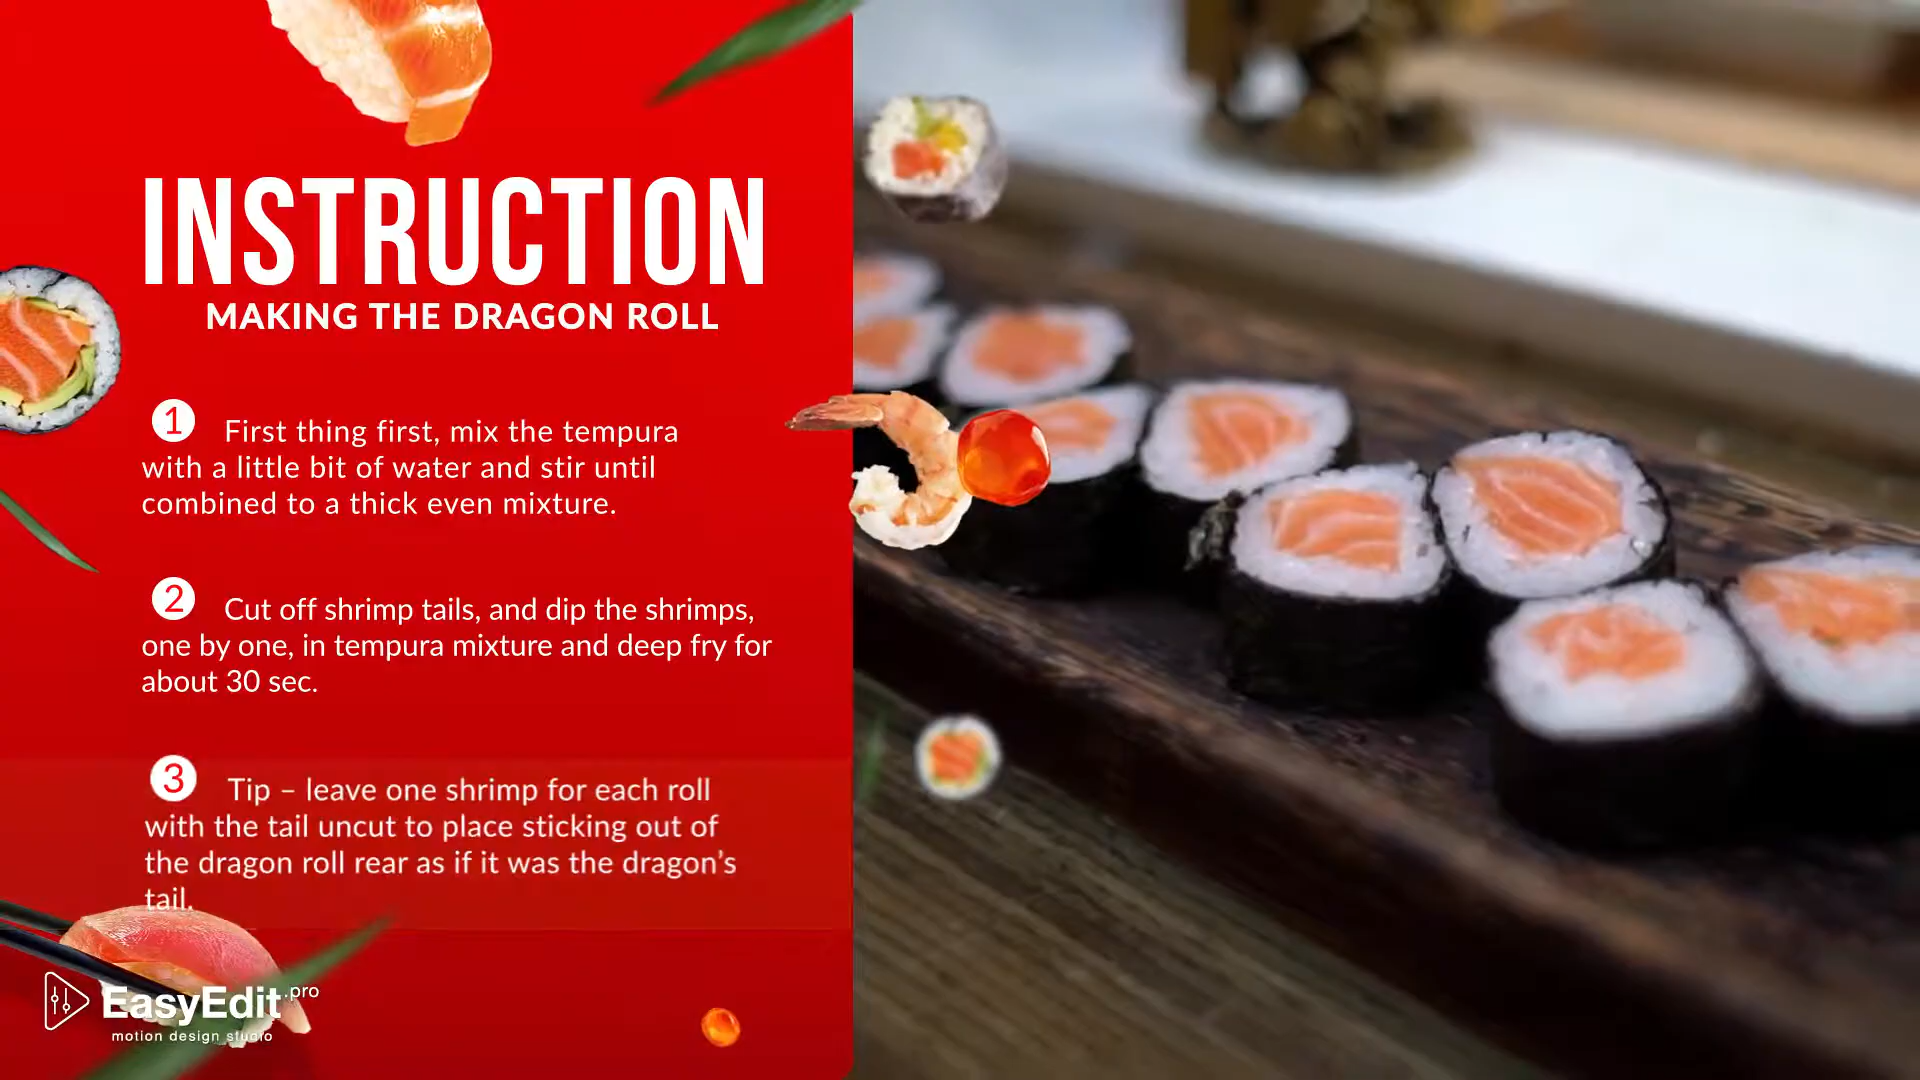 INSTRUCTION
MAKING THE DRAGON ROLL
1 First thing first, mix the tempura
with a little bit of water and stir until
combined to a thick even mixture.
2 Cut off shrimp tails, and dip the shrimps,
one by one, in tempura mixture and deep fry for
about 30 sec.
3 Tip – leave one shrimp for each roll
with the tail uncut to place sticking out of
the dragon roll rear as if it was the dragon’s
tail.
EasyEdit.pro
motion design studio